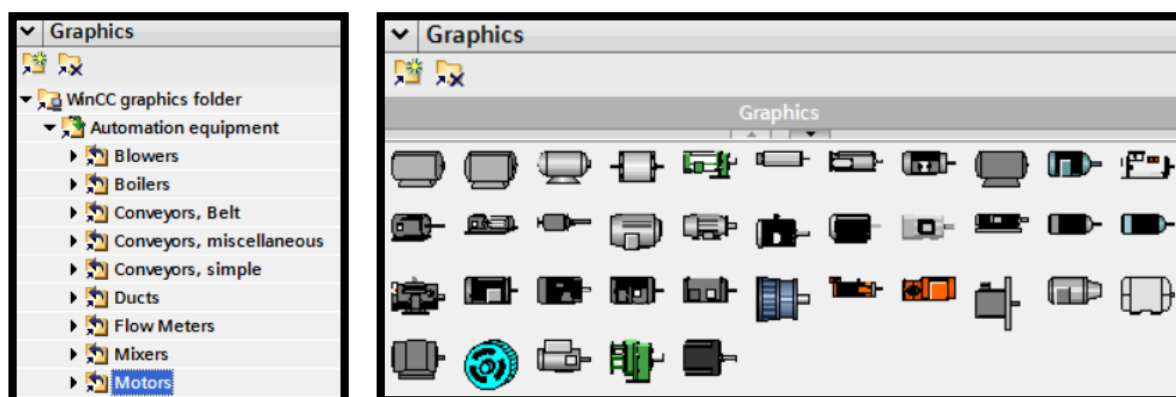 Graphics
WinCC graphics folder
Automation equipment
Blowers
Boilers
Conveyors, Belt
Conveyors, miscellaneous
Conveyors, simple
Ducts
Flow Meters
Mixers
Motors
Graphics
Graphics